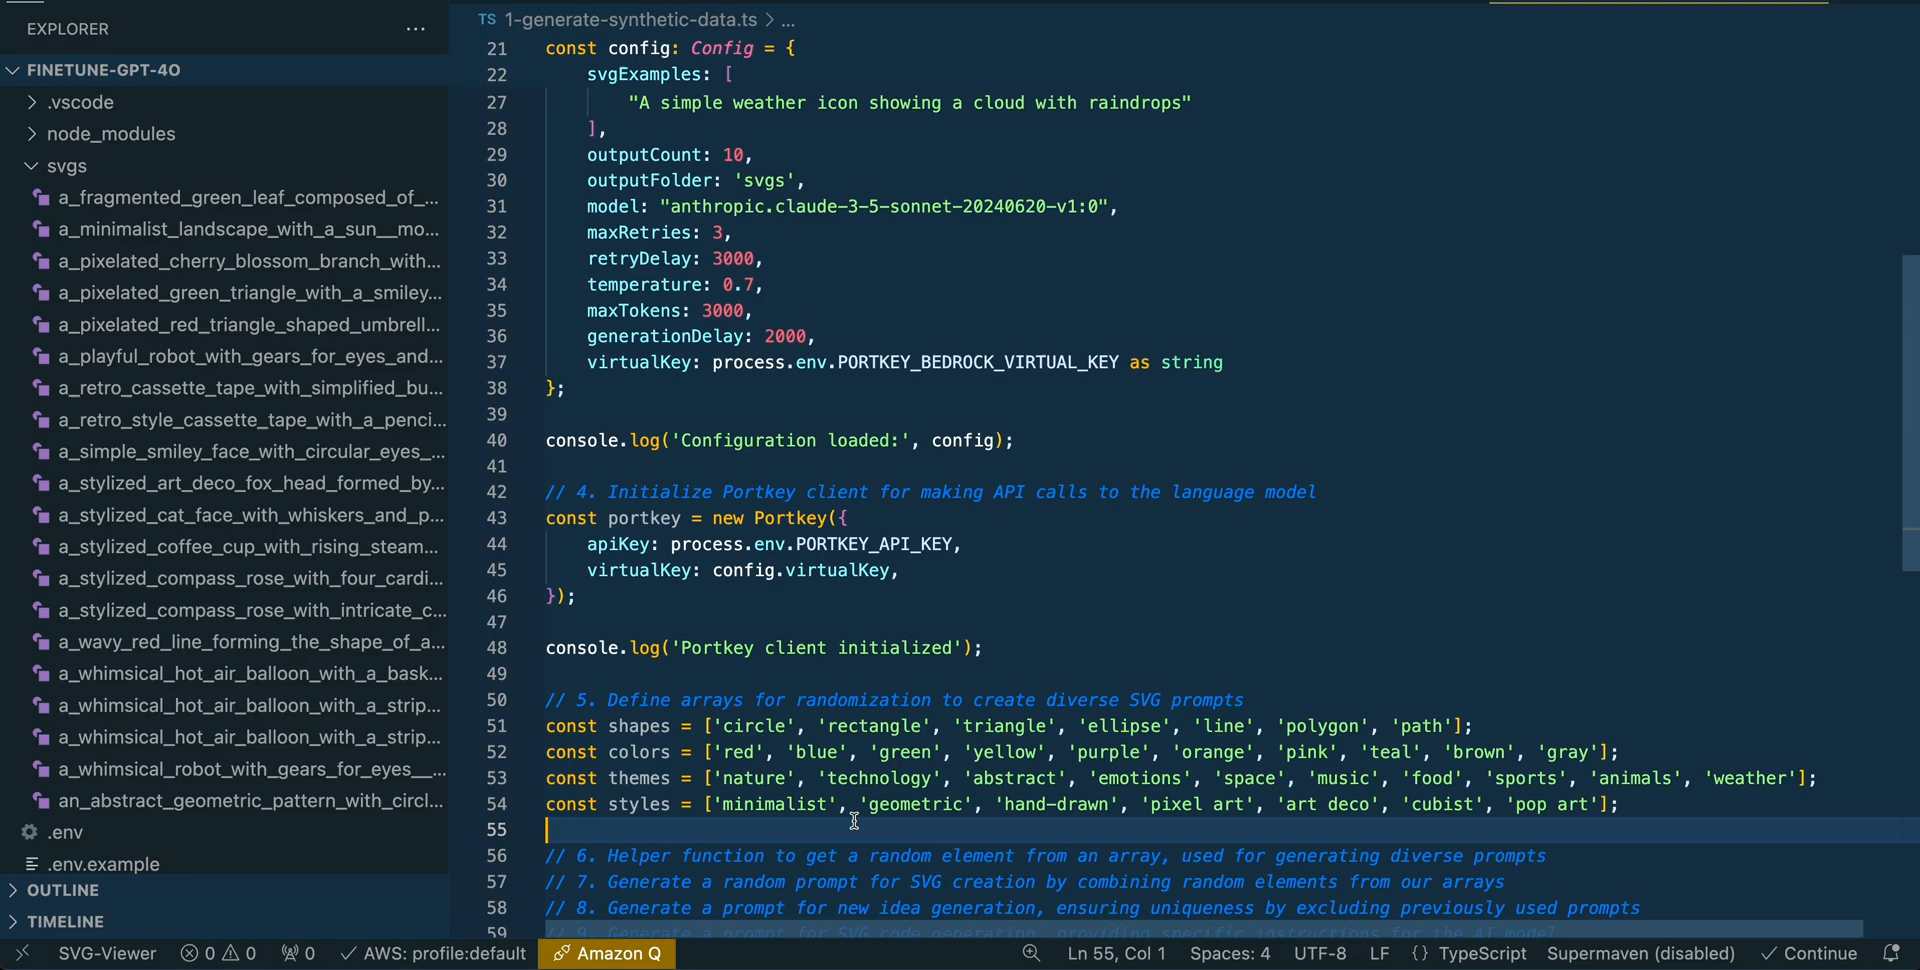 EXPLORER
···
FINETUNE-GPT-4O
.vscode
node_modules
svgs
a_fragmented_green_leaf_composed_of_...
a_minimalist_landscape_with_a_sun__mo...
a_pixelated_cherry_blossom_branch_with...
a_pixelated_green_triangle_with_a_smiley...
a_pixelated_red_triangle_shaped_umbrell...
a_playful_robot_with_gears_for_eyes_and...
a_retro_cassette_tape_with_simplified_bu...
a_retro_style_cassette_tape_with_a_penci...
a_simple_smiley_face_with_circular_eyes_...
a_stylized_art_deco_fox_head_formed_by...
a_stylized_cat_face_with_whiskers_and_p...
a_stylized_coffee_cup_with_rising_steam...
a_stylized_compass_rose_with_four_cardi...
a_stylized_compass_rose_with_intricate_c...
a_wavy_red_line_forming_the_shape_of_a...
a_whimsical_hot_air_balloon_with_a_bask...
a_whimsical_hot_air_balloon_with_a_strip...
a_whimsical_hot_air_balloon_with_a_strip...
a_whimsical_robot_with_gears_for_eyes__...
an_abstract_geometric_pattern_with_circl...
.env
.env.example
OUTLINE
TIMELINE
TS 1-generate-synthetic-data.ts > ...
21 const config: Config = {
22     svgExamples: [
27         "A simple weather icon showing a cloud with raindrops"
28     ],
29     outputCount: 10,
30     outputFolder: 'svgs',
31     model: "anthropic.claude-3-5-sonnet-20240620-v1:0",
32     maxRetries: 3,
33     retryDelay: 3000,
34     temperature: 0.7,
35     maxTokens: 3000,
36     generationDelay: 2000,
37     virtualKey: process.env.PORTKEY_BEDROCK_VIRTUAL_KEY as string
38 };
39
40 console.log('Configuration loaded:', config);
41
42 // 4. Initialize Portkey client for making API calls to the language model
43 const portkey = new Portkey({
44     apiKey: process.env.PORTKEY_API_KEY,
45     virtualKey: config.virtualKey,
46 });
47
48 console.log('Portkey client initialized');
49
50 // 5. Define arrays for randomization to create diverse SVG prompts
51 const shapes = ['circle', 'rectangle', 'triangle', 'ellipse', 'line', 'polygon', 'path'];
52 const colors = ['red', 'blue', 'green', 'yellow', 'purple', 'orange', 'pink', 'teal', 'brown', 'gray'];
53 const themes = ['nature', 'technology', 'abstract', 'emotions', 'space', 'music', 'food', 'sports', 'animals', 'weather'];
54 const styles = ['minimalist', 'geometric', 'hand-drawn', 'pixel art', 'art deco', 'cubist', 'pop art'];
55
56 // 6. Helper function to get a random element from an array, used for generating diverse prompts
57 // 7. Generate a random prompt for SVG creation by combining random elements from our arrays
58 // 8. Generate a prompt for new idea generation, ensuring uniqueness by excluding previously used prompts
59 // 9. Generate a prompt for SVG code generation, providing specific instructions for the AI model
SVG-Viewer 0 0 0 AWS: profile:default Amazon Q Ln 55, Col 1 Spaces: 4 UTF-8 LF {} TypeScript Supermaven (disabled) Continue